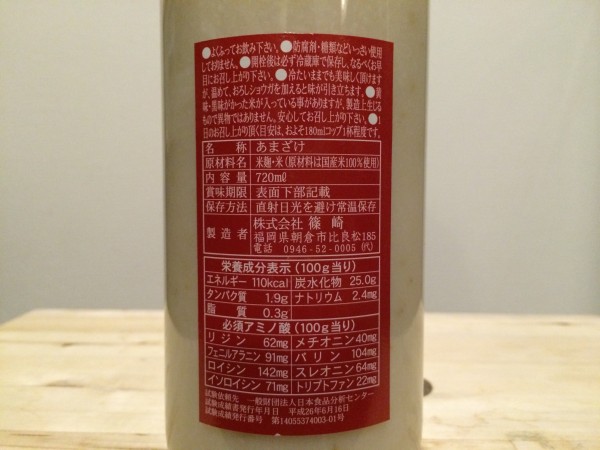 ●よくふってお飲み下さい。●防腐剤・糖類などいっさい使用
しておりません。●開栓後は必ず冷蔵庫で保存し、なるべくお早
目にお召し上がり下さい。●冷たいままでも美味しく頂けます
が、温めて、おろしショウガを加えると味が引き立ちます。●黄
味・黒味がかった米が入っている事がありますが、製造上生じる
もので異物ではありません。安心してお召し上がり下さい。●1
日のお召し上がり頂く目安は、およそ180mlコップ1杯程度です。
名称 あまざけ
原材料名 米麹・米(原材料は国産米100%使用)
内容量 720ml
賞味期限 表面下部記載
保存方法 直射日光を避け常温保存
製造者 株式会社 篠崎
福岡県朝倉市比良松185
電話 0946-52-0005(代)
栄養成分表示(100g当り)
エネルギー 110kcal 炭水化物 25.0g
タンパク質 1.9g ナトリウム 2.4mg
脂質 0.3g
必須アミノ酸(100g当り)
リジン 62mg メチオニン 40mg
フェニルアラニン 91mg バリン 104mg
ロイシン 142mg スレオニン 64mg
イソロイシン 71mg トリプトファン 22mg
試験依頼先 一般財団法人日本食品分析センター
試験成績書発行年月日 平成26年6月16日
試験成績書発行番号 第14055374003-01号